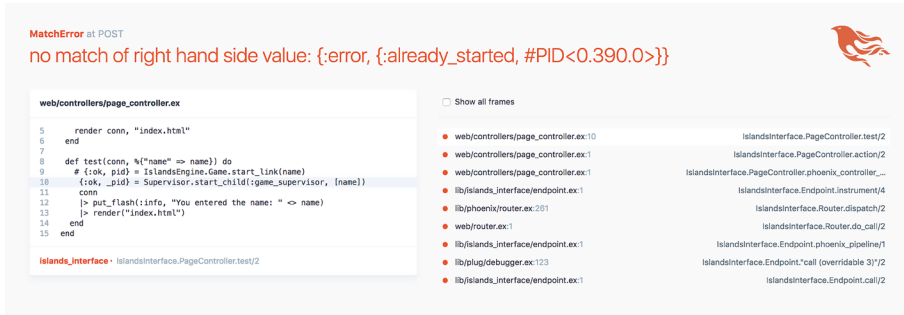 MatchError at POST
no match of right hand side value: {:error, {:already_started, #PID<0.390.0>}}
web/controllers/page_controller.ex
5 render conn, "index.html"
6 end
7
8 def test(conn, %{"name" => name}) do
9 # {:ok, pid} = IslandsEngine.Game.start_link(name)
10 {:ok, _pid} = Supervisor.start_child(:game_supervisor, [name])
11 conn
12 |> put_flash(:info, "You entered the name: " <> name)
13 |> render("index.html")
14 end
15 end
islands_interface · IslandsInterface.PageController.test/2
Show all frames
web/controllers/page_controller.ex:10 IslandsInterface.PageController.test/2
web/controllers/page_controller.ex:1 IslandsInterface.PageController.action/2
web/controllers/page_controller.ex:1 IslandsInterface.PageController.phoenix_controller_...
lib/islands_interface/endpoint.ex:1 IslandsInterface.Endpoint.instrument/4
lib/phoenix/router.ex:261 IslandsInterface.Router.dispatch/2
web/router.ex:1 IslandsInterface.Router.do_call/2
lib/islands_interface/endpoint.ex:1 IslandsInterface.Endpoint.phoenix_pipeline/1
lib/plug/debugger.ex:123 IslandsInterface.Endpoint."call (overridable 3)"/2
lib/islands_interface/endpoint.ex:1 IslandsInterface.Endpoint.call/2